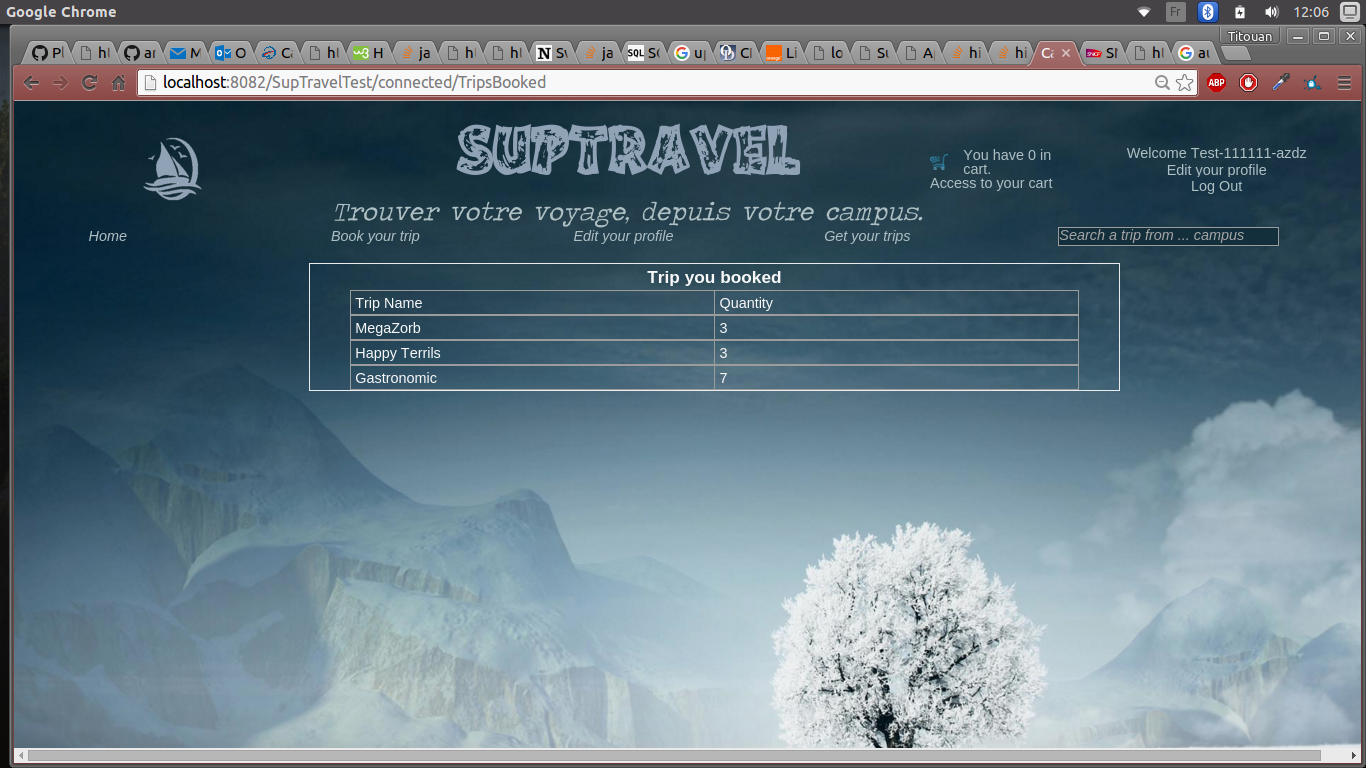 Google Chrome
Fr
12:06
Titouan
localhost:8082/SupTravelTest/connected/TripsBooked
ABP
SUPTRAVEL
You have 0 in
cart.
Access to your cart
Welcome Test-111111-azdz
Edit your profile
Log Out
Trouver votre voyage, depuis votre campus.
Home
Book your trip
Edit your profile
Get your trips
Search a trip from ... campus
Trip you booked
Trip Name
Quantity
MegaZorb
3
Happy Terrils
3
Gastronomic
7